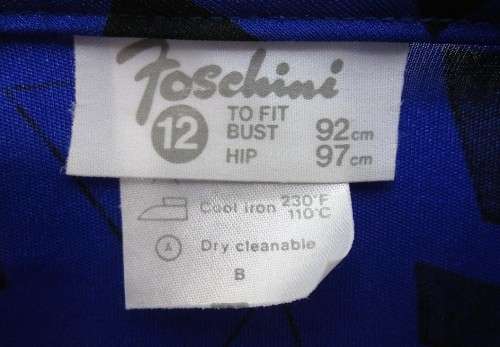 Foschini
12
TO FIT
BUST 92cm
HIP 97cm
Cool iron 230°F
110°C
A Dry cleanable
B